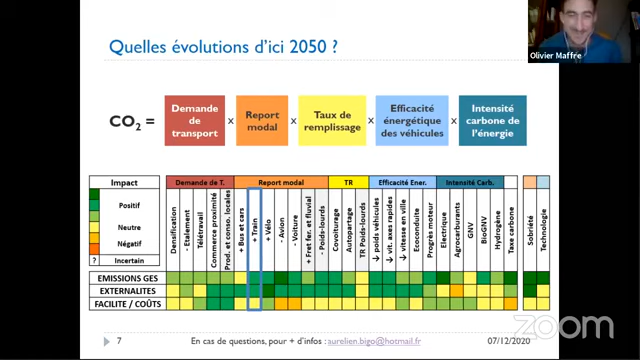 Quelles évolutions d'ici 2050 ?
Olivier Maffre
CO2 =
Demande de transport
x
Report modal
x
Taux de remplissage
x
Efficacité énergétique des véhicules
x
Intensité carbone de l'énergie
Impact
Demande de T.
Report modal
TR
Efficacité Ener.
Intensité Carb.
Positif
Neutre
Négatif
? Incertain
Densification
- Etalement
Télétravail
Commerce proximité
Prod. et conso. locales
+ Bus et cars
+ Train
+ Vélo
- Avion
- Voiture
+ Fret fer. et fluvial
- Poids-lourds
Covoiturage
Autopartage
TR Poids-lourds
↓ poids véhicules
↓ vit. axes rapides
↓ vitesse en ville
Ecoconduite
Progrès moteur
Electrique
Agrocarburants
GNV
BioGNV
Hydrogène
Taxe carbone
Sobriété
Technologie
EMISSIONS GES
EXTERNALITES
FACILITE / COÛTS
7
En cas de questions, pour + d'infos : aurelien.bigo@hotmail.fr
07/12/2020
zoom